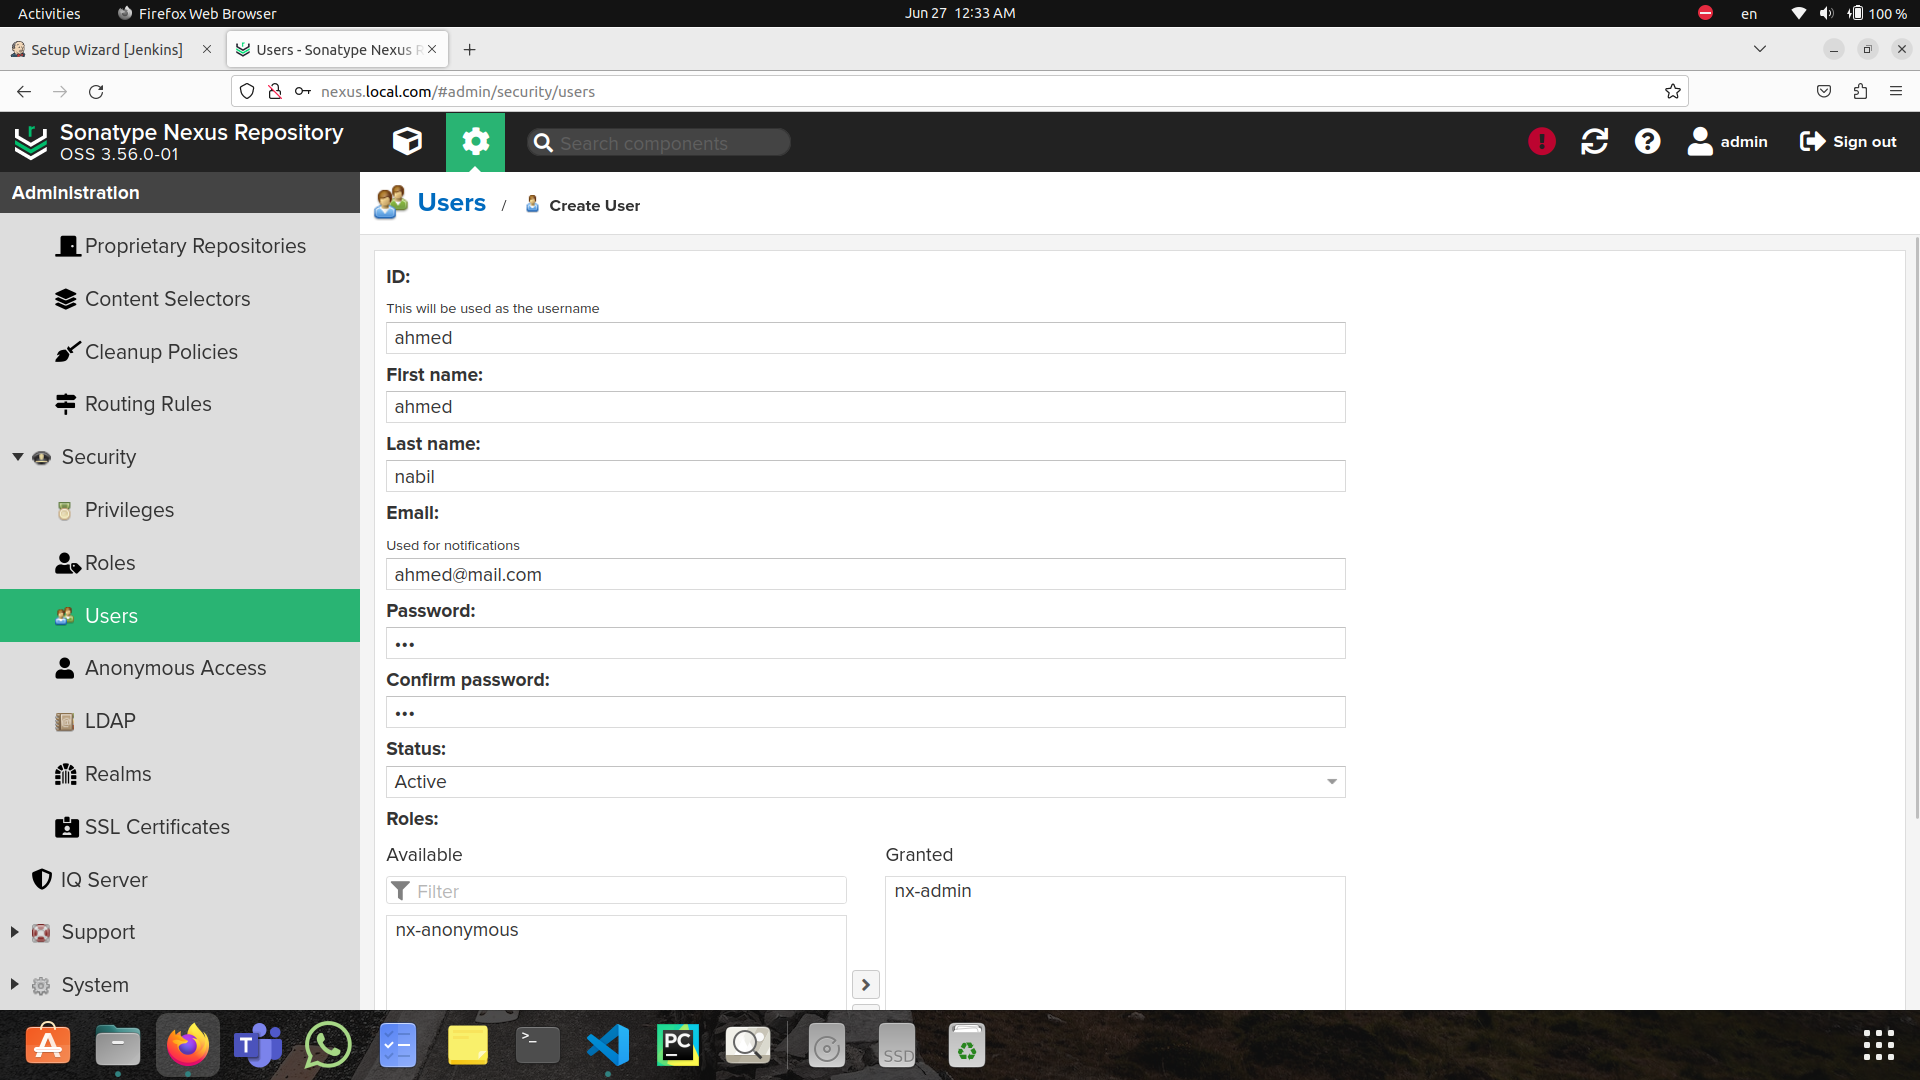 Activities
Firefox Web Browser
Jun 27 12:33 AM
en
100 %
Setup Wizard [Jenkins]
Users - Sonatype Nexus R
nexus.local.com/#admin/security/users
Sonatype Nexus Repository
OSS 3.56.0-01
Search components
admin
Sign out
Administration
Users / Create User
Proprietary Repositories
Content Selectors
Cleanup Policies
Routing Rules
Security
Privileges
Roles
Users
Anonymous Access
LDAP
Realms
SSL Certificates
IQ Server
Support
System
ID:
This will be used as the username
ahmed
First name:
ahmed
Last name:
nabil
Email:
Used for notifications
ahmed@mail.com
Password:
•••
Confirm password:
•••
Status:
Active
Roles:
Available
Filter
nx-anonymous
Granted
nx-admin
T
>_
PC
SSD